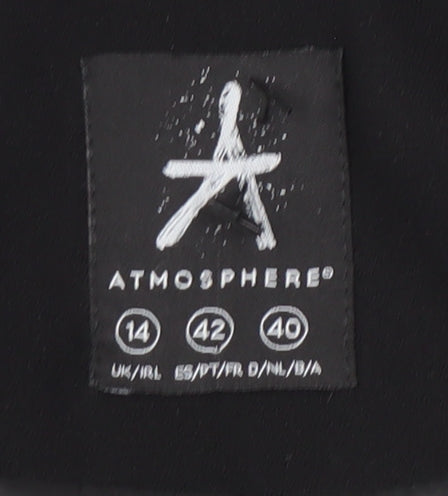 A
ATMOSPHERE®
14 42 40
UK/IRL ES/PT/FR D/NL/B/A